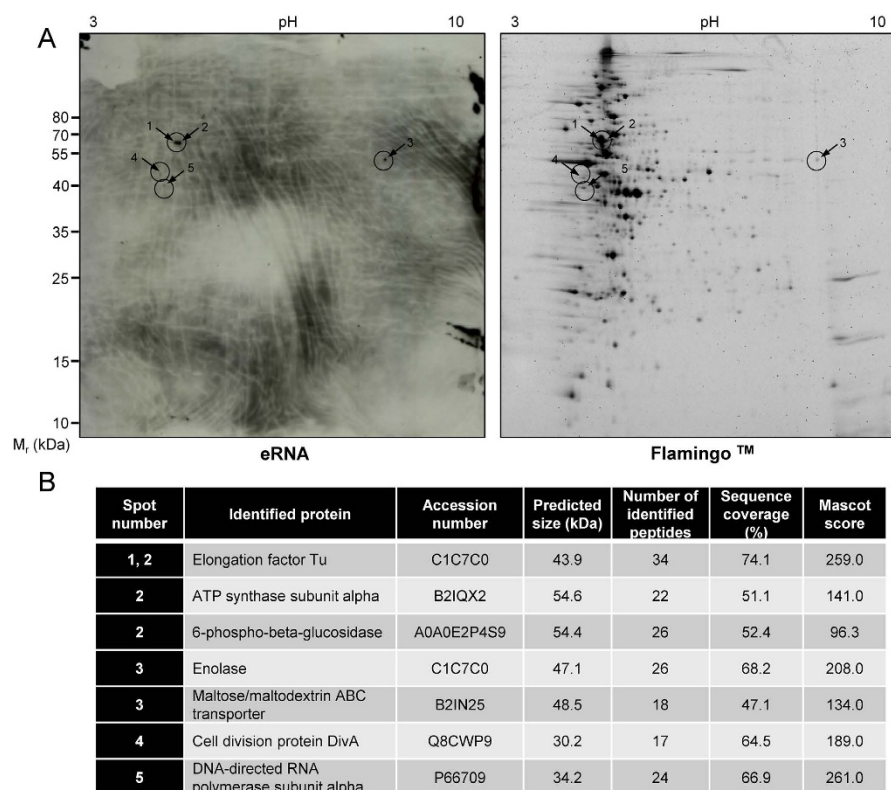 3 pH 10 3 pH 10
A
80
70
55
40
35
25
15
10
1 2
3
4
5
1 2
3
4
5
Mr (kDa)
eRNA Flamingo ™
B
Spot number Identified protein Accession number Predicted size (kDa) Number of identified peptides Sequence coverage (%) Mascot score
1, 2 Elongation factor Tu C1C7C0 43.9 34 74.1 259.0
2 ATP synthase subunit alpha B2IQX2 54.6 22 51.1 141.0
2 6-phospho-beta-glucosidase A0A0E2P4S9 54.4 26 52.4 96.3
3 Enolase C1C7C0 47.1 26 68.2 208.0
3 Maltose/maltodextrin ABC transporter B2IN25 48.5 18 47.1 134.0
4 Cell division protein DivA Q8CWP9 30.2 17 64.5 189.0
5 DNA-directed RNA polymerase subunit alpha P66709 34.2 24 66.9 261.0